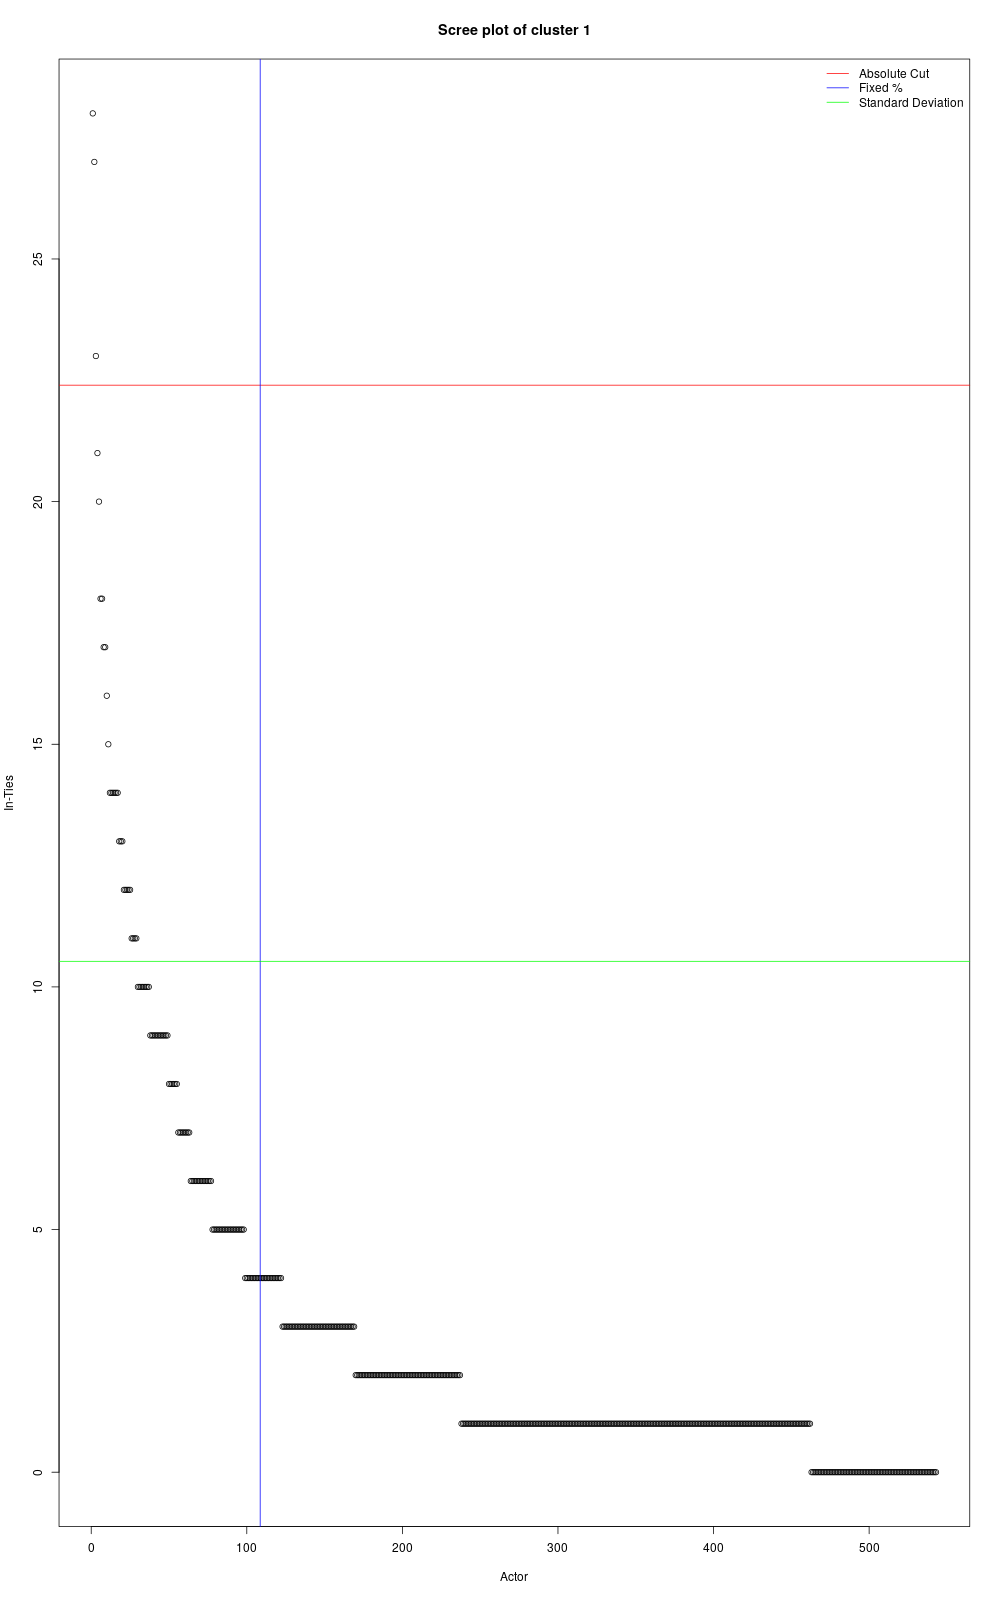 Scree plot of cluster 1
Absolute Cut
Fixed %
Standard Deviation
25
20
15
10
5
0
In-Ties
0 100 200 300 400 500
Actor